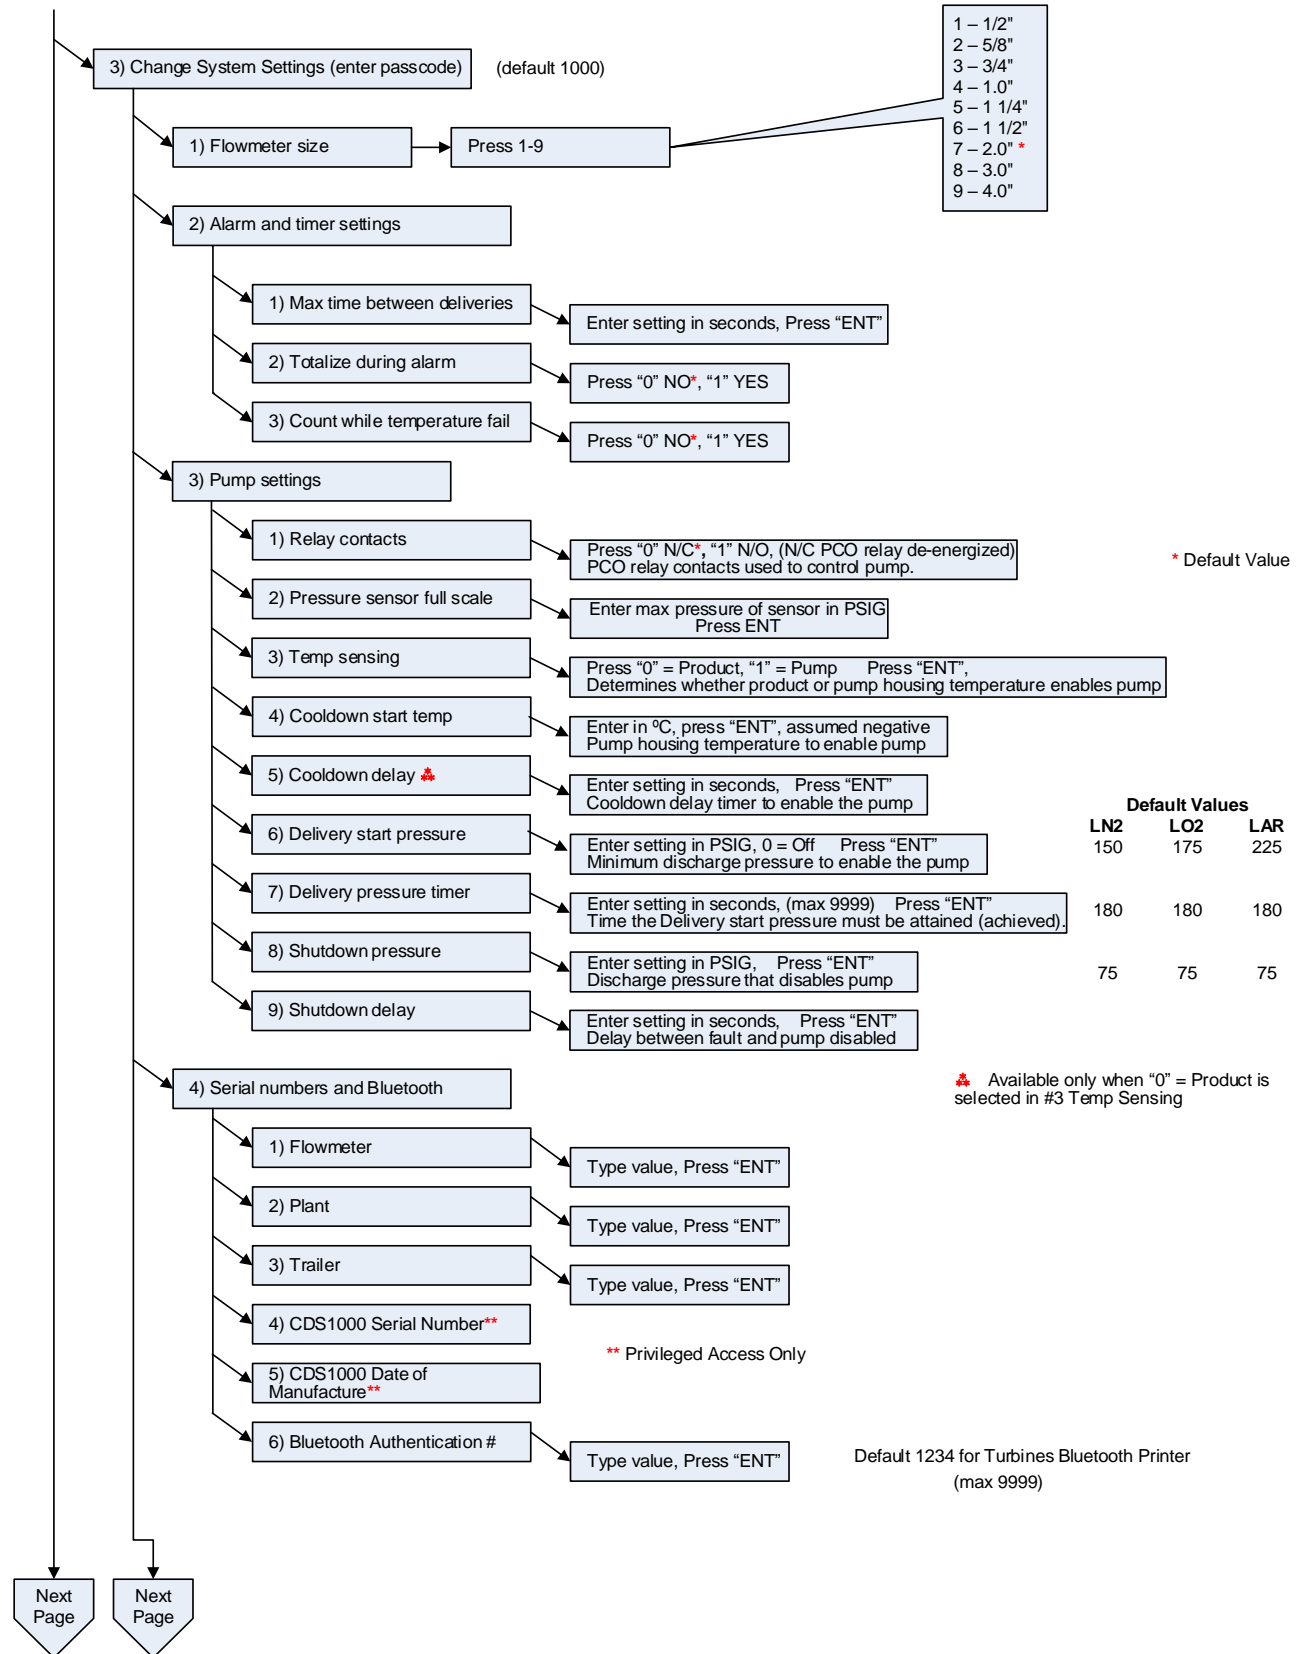 1 – 1/2"
2 – 5/8"
3 – 3/4"
4 – 1.0"
5 – 1 1/4"
6 – 1 1/2"
7 – 2.0" *
8 – 3.0"
9 – 4.0"
3) Change System Settings (enter passcode)
(default 1000)
1) Flowmeter size
Press 1-9
2) Alarm and timer settings
1) Max time between deliveries
Enter setting in seconds, Press “ENT”
2) Totalize during alarm
Press “0” NO*, “1” YES
3) Count while temperature fail
Press “0” NO*, “1” YES
3) Pump settings
1) Relay contacts
Press “0” N/C*, “1” N/O, (N/C PCO relay de-energized)
PCO relay contacts used to control pump.
* Default Value
2) Pressure sensor full scale
Enter max pressure of sensor in PSIG
Press ENT
3) Temp sensing
Press “0” = Product, “1” = Pump Press “ENT”,
Determines whether product or pump housing temperature enables pump
4) Cooldown start temp
Enter in ºC, press “ENT”, assumed negative
Pump housing temperature to enable pump
5) Cooldown delay ⁂
Enter setting in seconds, Press “ENT”
Cooldown delay timer to enable the pump
Default Values
LN2 LO2 LAR
6) Delivery start pressure
Enter setting in PSIG, 0 = Off Press “ENT”
Minimum discharge pressure to enable the pump
150 175 225
7) Delivery pressure timer
Enter setting in seconds, (max 9999) Press “ENT”
Time the Delivery start pressure must be attained (achieved).
180 180 180
8) Shutdown pressure
Enter setting in PSIG, Press “ENT”
Discharge pressure that disables pump
75 75 75
9) Shutdown delay
Enter setting in seconds, Press “ENT”
Delay between fault and pump disabled
⁂ Available only when “0” = Product is
selected in #3 Temp Sensing
4) Serial numbers and Bluetooth
1) Flowmeter
Type value, Press “ENT”
2) Plant
Type value, Press “ENT”
3) Trailer
Type value, Press “ENT”
4) CDS1000 Serial Number**
** Privileged Access Only
5) CDS1000 Date of
Manufacture**
6) Bluetooth Authentication #
Type value, Press “ENT”
Default 1234 for Turbines Bluetooth Printer
(max 9999)
Next
Page
Next
Page